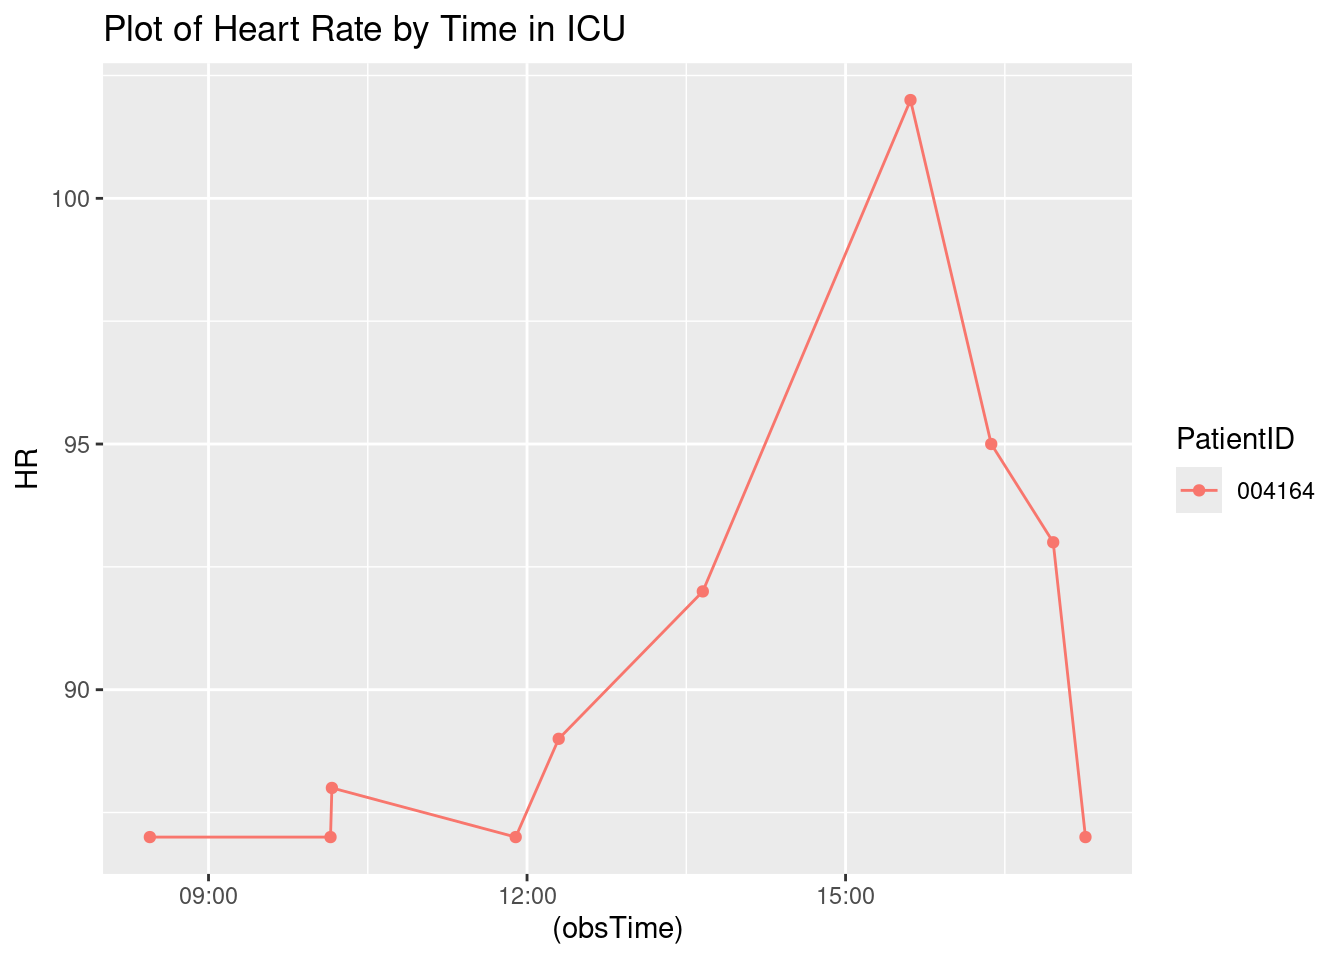 Plot of Heart Rate by Time in ICU
100
95
90
HR
09:00
12:00
15:00
(obsTime)
PatientID
004164